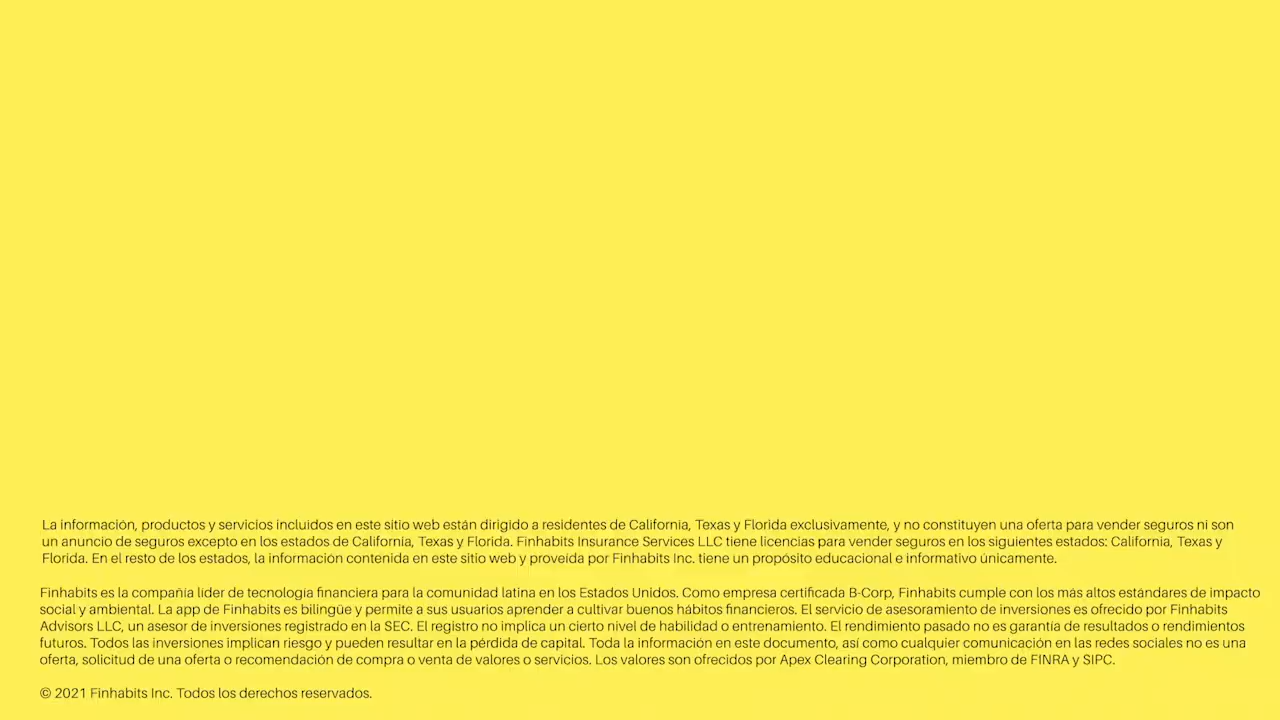 La información, productos y servicios incluidos en este sitio web están dirigido a residentes de California, Texas y Florida exclusivamente, y no constituyen una oferta para vender seguros ni son
un anuncio de seguros excepto en los estados de California, Texas y Florida. Finhabits Insurance Services LLC tiene licencias para vender seguros en los siguientes estados: California, Texas y
Florida. En el resto de los estados, la información contenida en este sitio web y proveída por Finhabits Inc. tiene un propósito educacional e informativo únicamente.
Finhabits es la compañía líder de tecnología financiera para la comunidad latina en los Estados Unidos. Como empresa certificada B-Corp, Finhabits cumple con los más altos estándares de impacto
social y ambiental. La app de Finhabits es bilingüe y permite a sus usuarios aprender a cultivar buenos hábitos financieros. El servicio de asesoramiento de inversiones es ofrecido por Finhabits
Advisors LLC, un asesor de inversiones registrado en la SEC. El registro no implica un cierto nivel de habilidad o entrenamiento. El rendimiento pasado no es garantía de resultados o rendimientos
futuros. Todos las inversiones implican riesgo y pueden resultar en la pérdida de capital. Toda la información en este documento, así como cualquier comunicación en las redes sociales no es una
oferta, solicitud de una oferta o recomendación de compra o venta de valores o servicios. Los valores son ofrecidos por Apex Clearing Corporation, miembro de FINRA y SIPC.
© 2021 Finhabits Inc. Todos los derechos reservados.